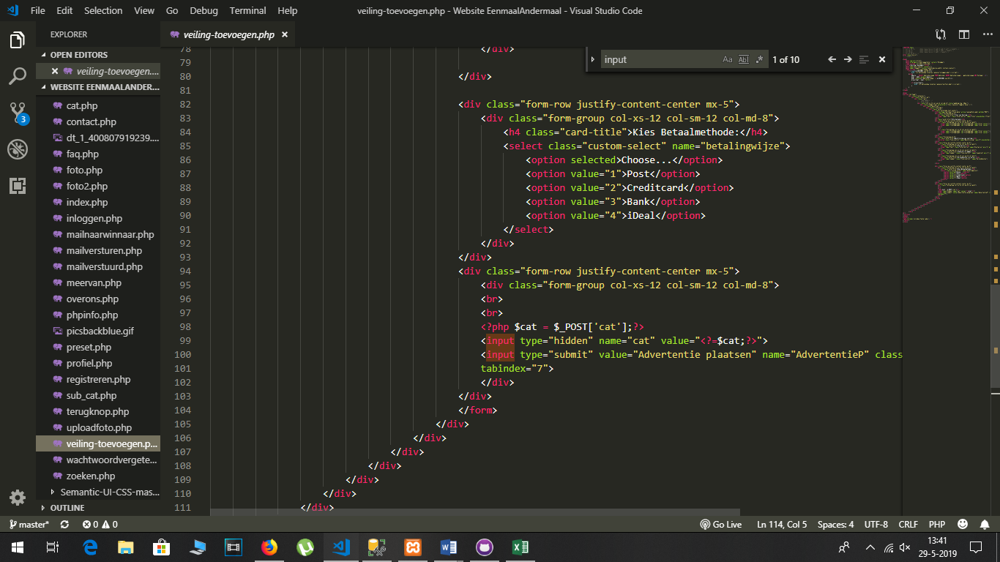 File Edit Selection View Go Debug Terminal Help
veiling-toevoegen.php - Website EenmaalAndermaal - Visual Studio Code
EXPLORER
OPEN EDITORS
veiling-toevoegen....
WEBSITE EENMAALANDER...
cat.php
contact.php
dt_1_400807919239....
faq.php
foto.php
foto2.php
index.php
inloggen.php
mailnaarwinnaar.php
mailversturen.php
mailverstuurd.php
meervan.php
overons.php
phpinfo.php
picsbackblue.gif
preset.php
profiel.php
registreren.php
sub_cat.php
terugknop.php
uploadfoto.php
veiling-toevoegen.p...
wachtwoordvergete...
zoeken.php
Semantic-UI-CSS-mas...
OUTLINE
3
veiling-toevoegen.php
input
Aa Abl .*
1 of 10
78 </div>
79
80 </div>
81
82 <div class="form-row justify-content-center mx-5">
83 <div class="form-group col-xs-12 col-sm-12 col-md-8">
84 <h4 class="card-title">Kies Betaalmethode:</h4>
85 <select class="custom-select" name="betalingwijze">
86 <option selected>Choose...</option>
87 <option value="1">Post</option>
88 <option value="2">Creditcard</option>
89 <option value="3">Bank</option>
90 <option value="4">iDeal</option>
91 </select>
92 </div>
93 </div>
94 <div class="form-row justify-content-center mx-5">
95 <div class="form-group col-xs-12 col-sm-12 col-md-8">
96 <br>
97 <br>
98 <?php $cat = $_POST['cat'];?>
99 <input type="hidden" name="cat" value="<?=$cat;?>">
100 <input type="submit" value="Advertentie plaatsen" name="AdvertentieP" class
101 tabindex="7">
102 </div>
103 </div>
104 </form>
105 </div>
106 </div>
107 </div>
108 </div>
109 </div>
110 </div>
111 </div>
master* 0 0
Go Live Ln 114, Col 5 Spaces: 4 UTF-8 CRLF PHP
13:41
29-5-2019